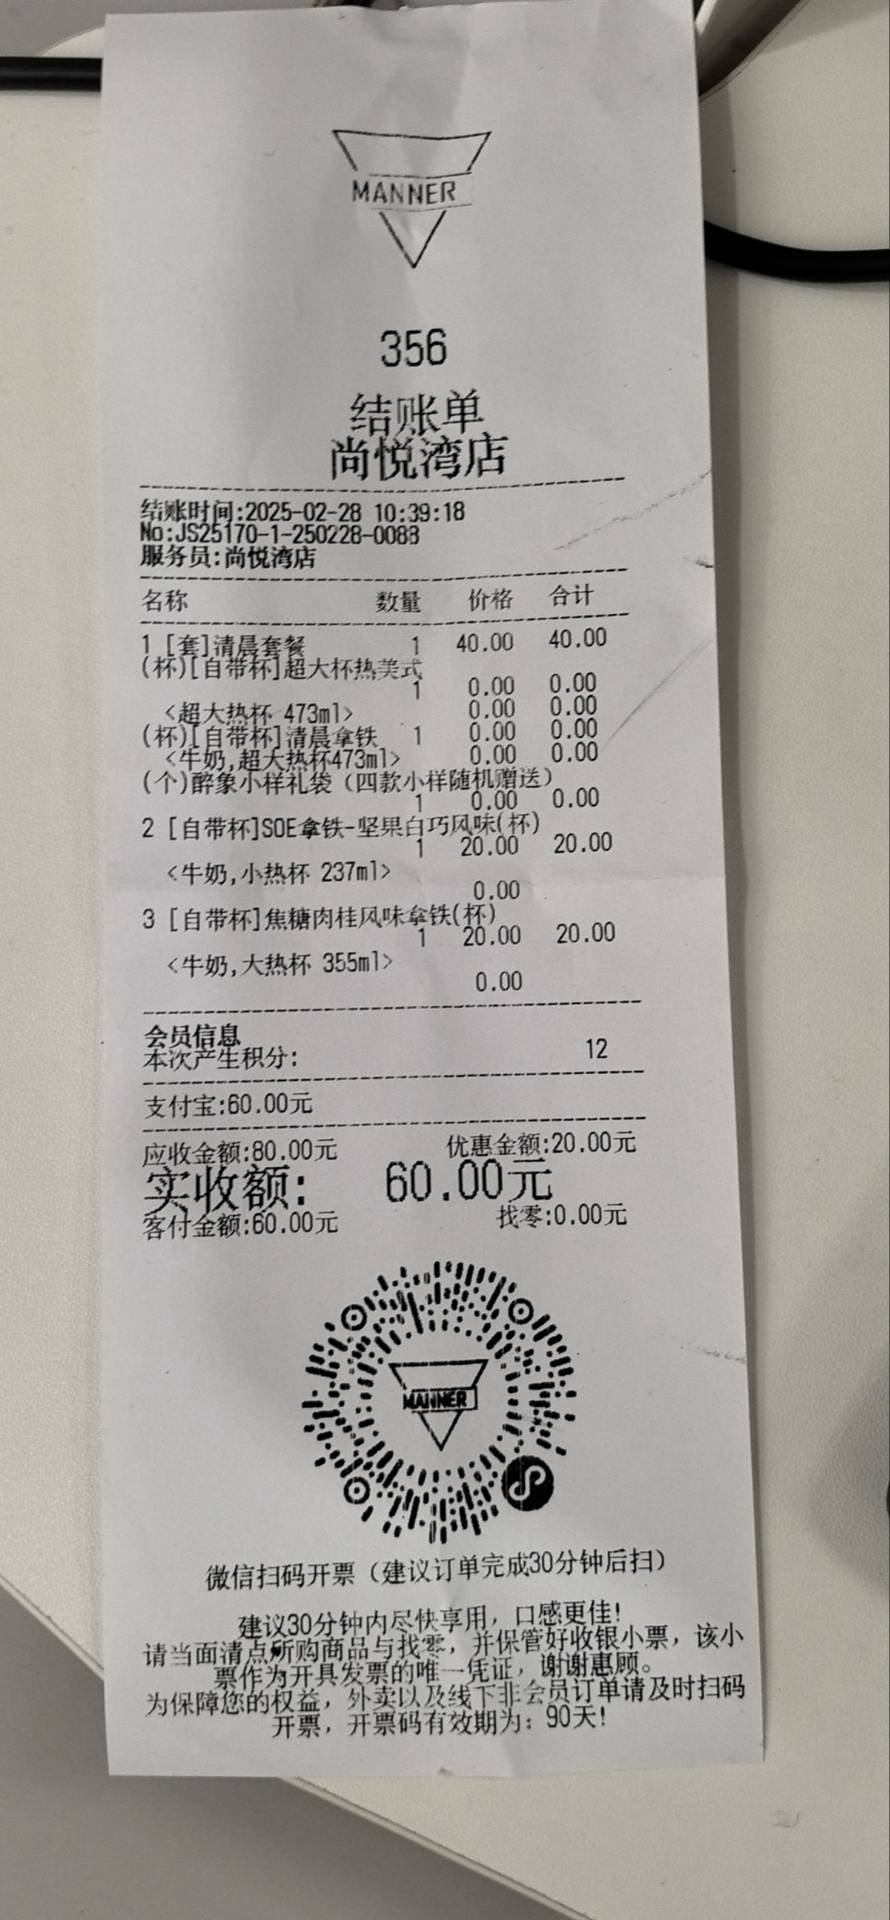 MANNER
356
结账单
尚悦湾店
结账时间:2025-02-28 10:39:18
No:JS25170-1-250228-0088
服务员:尚悦湾店
名称 数量 价格 合计
1 [套]清晨套餐 1 40.00 40.00
(杯)[自带杯]超大杯热美式
1 0.00 0.00
<超大热杯 473ml> 0.00 0.00
(杯)[自带杯]清晨拿铁 1 0.00 0.00
<牛奶,超大热杯473ml> 0.00 0.00
(个)醉象小样礼袋（四款小样随机赠送）
1 0.00 0.00
2 [自带杯]SOE拿铁-坚果白巧风味(杯)
1 20.00 20.00
<牛奶,小热杯 237ml>
0.00
3 [自带杯]焦糖肉桂风味拿铁(杯)
1 20.00 20.00
<牛奶,大热杯 355ml>
0.00
会员信息
本次产生积分: 12
支付宝:60.00元
应收金额:80.00元 优惠金额:20.00元
实收额: 60.00元
客付金额:60.00元 找零:0.00元
MANNER
微信扫码开票（建议订单完成30分钟后扫）
建议30分钟内尽快享用，口感更佳!
请当面清点所购商品与找零，并保管好收银小票，该小
票作为开具发票的唯一凭证，谢谢惠顾。
为保障您的权益，外卖以及线下非会员订单请及时扫码
开票，开票码有效期为：90天!